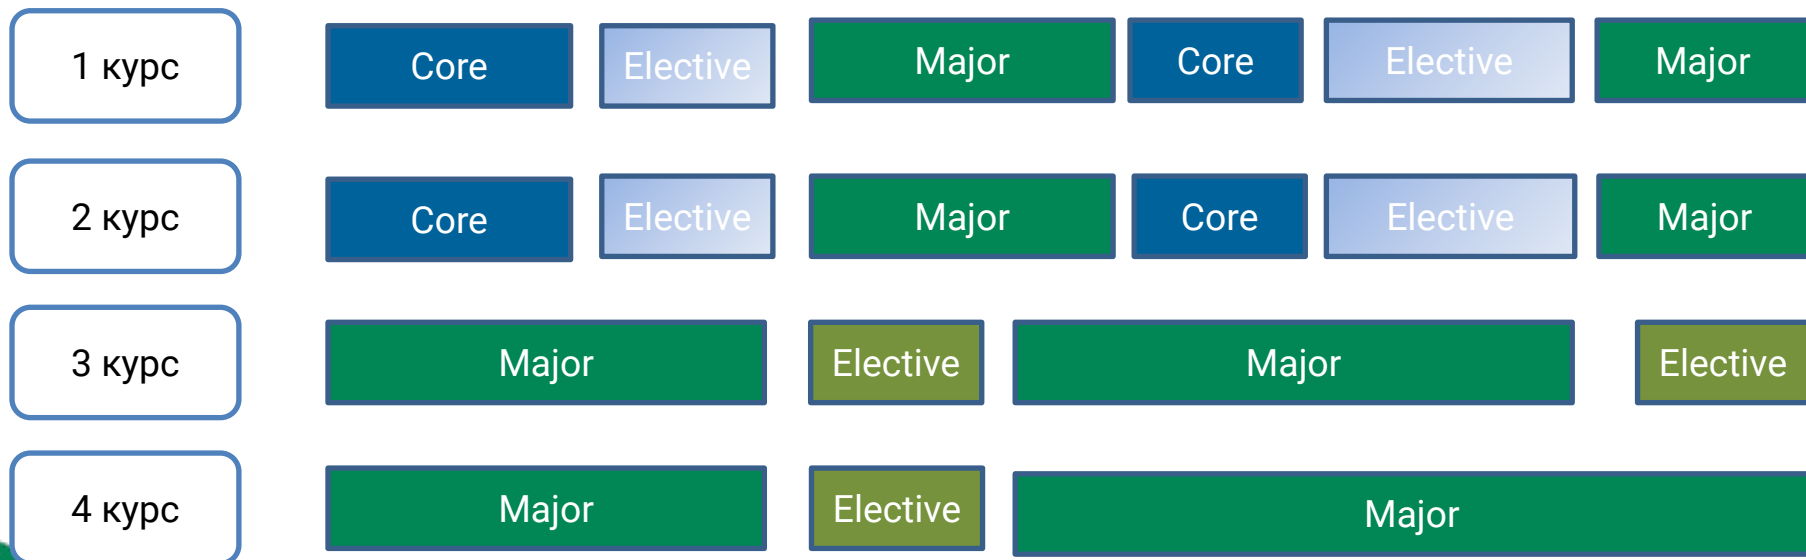 1 курс Core Elective Major Core Elective Major
2 курс Core Elective Major Core Elective Major
3 курс Major Elective Major Elective
4 курс Major Elective Major